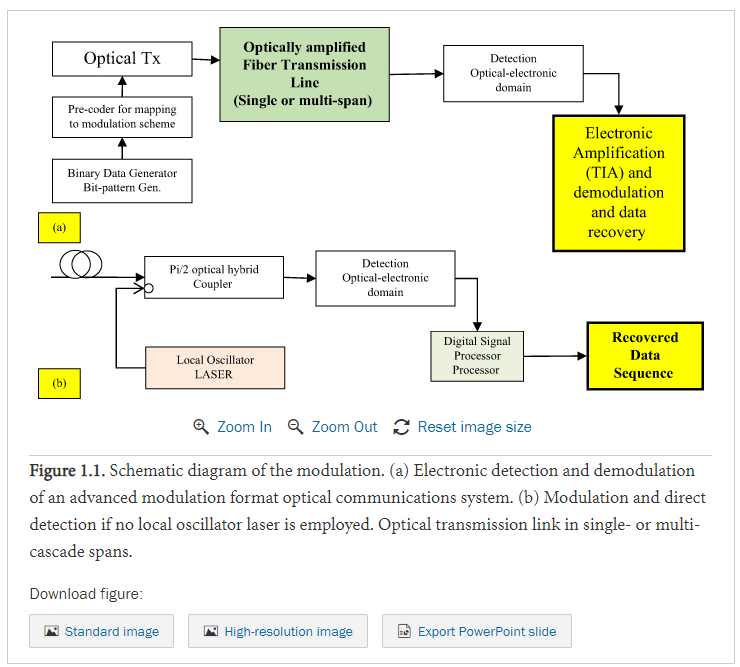 Optical Tx
Optically amplified
Fiber Transmission
Line
(Single or multi-span)
Detection
Optical-electronic
domain
Pre-coder for mapping
to modulation scheme
Binary Data Generator
Bit-pattern Gen.
Electronic
Amplification
(TIA) and
demodulation
and data
recovery
(a)
Pi/2 optical hybrid
Coupler
Detection
Optical-electronic
domain
Local Oscillator
LASER
Digital Signal
Processor
Processor
Recovered
Data
Sequence
(b)
Zoom In Zoom Out Reset image size
Figure 1.1. Schematic diagram of the modulation. (a) Electronic detection and demodulation
of an advanced modulation format optical communications system. (b) Modulation and direct
detection if no local oscillator laser is employed. Optical transmission link in single- or multi-
cascade spans.
Download figure:
Standard image High-resolution image Export PowerPoint slide